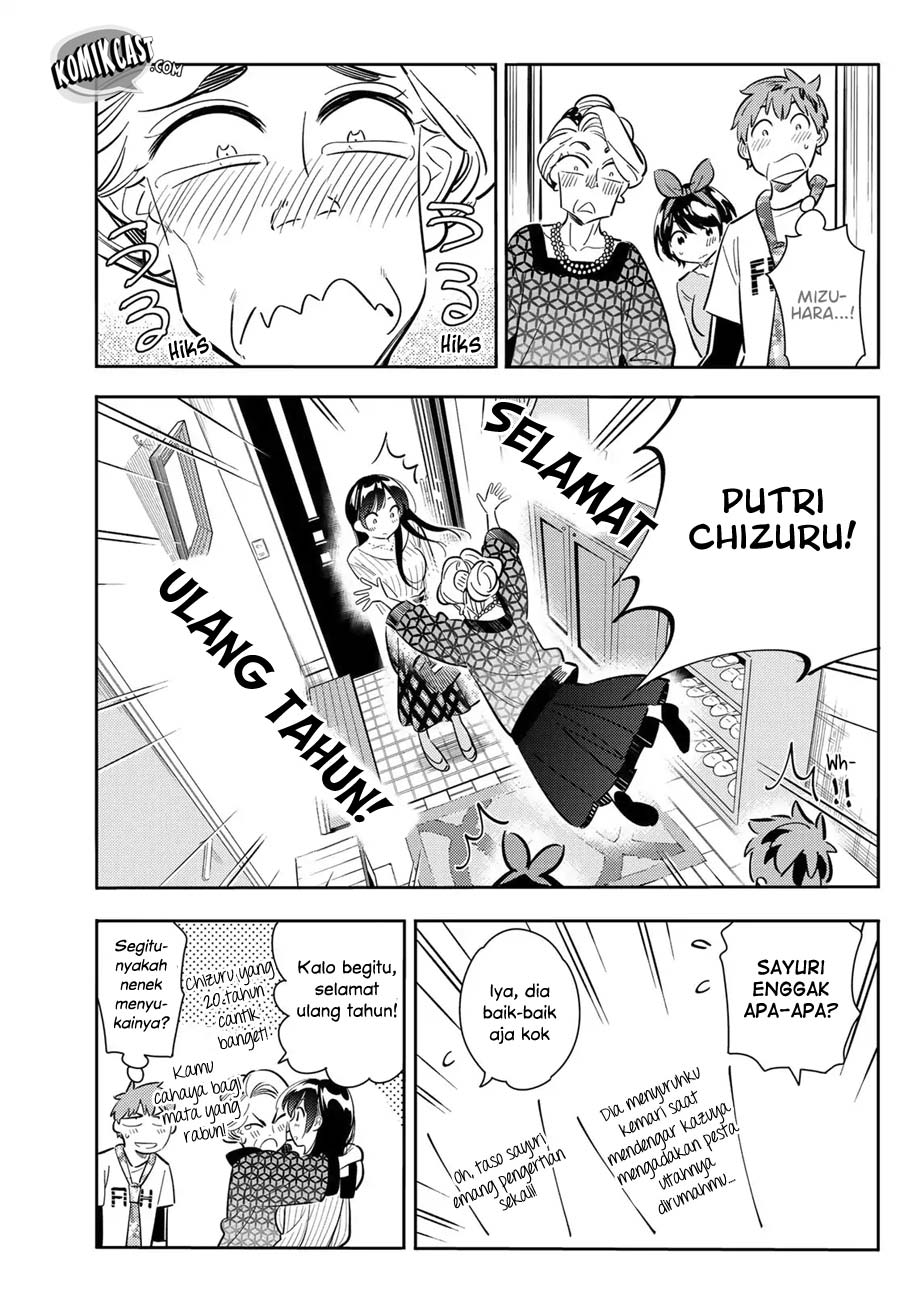 KOMIKCAST
.COM
MIZU-
HARA...!
HIKS
HIKS
PUTRI
CHIZURU!
SELAMAT
ULANG TAHUN!
Wh-
!!
SAYURI
ENGGAK
APA-APA?
Iya, dia
baik-baik
aja kok
Dia menyuruhku
kemari saat
mendengar kazuya
mengadakan pesta
utahnya
dirumahmu...
Oh, taso sayuri!
emang pengertian
sekali!
Kalo begitu,
selamat
ulang tahun!
Chizuru yang
20 tahun
cantik
banget!
Kamu
cahaya bagi
mata yang
rabun!
Segitu-
nyakah
nenek
menyu-
kainya?